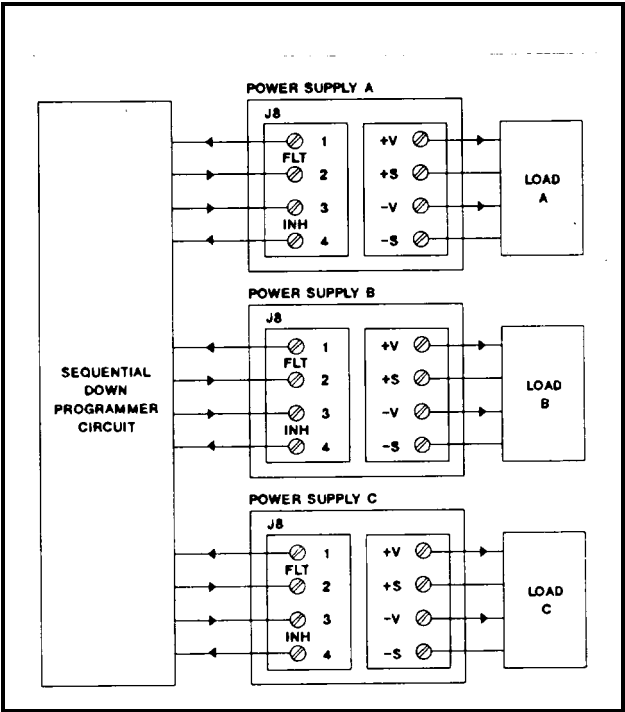 POWER SUPPLY A
J8
1
FLT
2
3
INH
4
+V
+S
-V
-S
LOAD
A
POWER SUPPLY B
J8
1
FLT
2
3
INH
4
+V
+S
-V
-S
LOAD
B
SEQUENTIAL
DOWN
PROGRAMMER
CIRCUIT
POWER SUPPLY C
J8
1
FLT
2
3
INH
4
+V
+S
-V
-S
LOAD
C